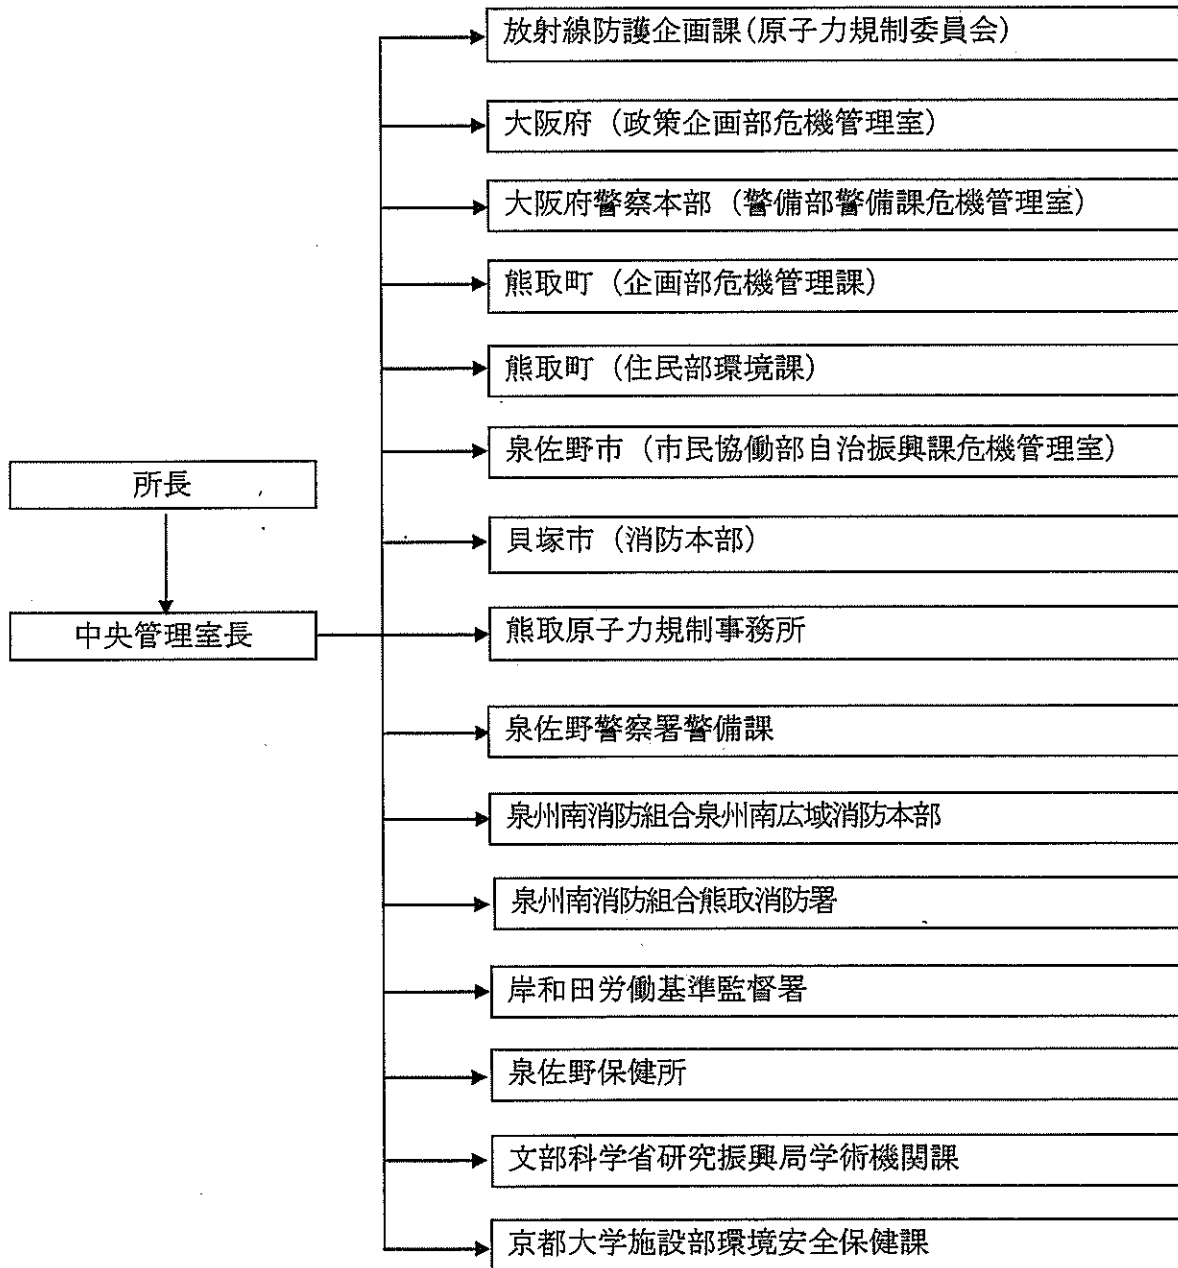 放射線防護企画課(原子力規制委員会)
大阪府（政策企画部危機管理室）
大阪府警察本部（警備部警備課危機管理室）
熊取町（企画部危機管理課）
熊取町（住民部環境課）
泉佐野市（市民協働部自治振興課危機管理室）
所長
貝塚市（消防本部）
中央管理室長
熊取原子力規制事務所
泉佐野警察署警備課
泉州南消防組合泉州南広域消防本部
泉州南消防組合熊取消防署
岸和田労働基準監督署
泉佐野保健所
文部科学省研究振興局学術機関課
京都大学施設部環境安全保健課